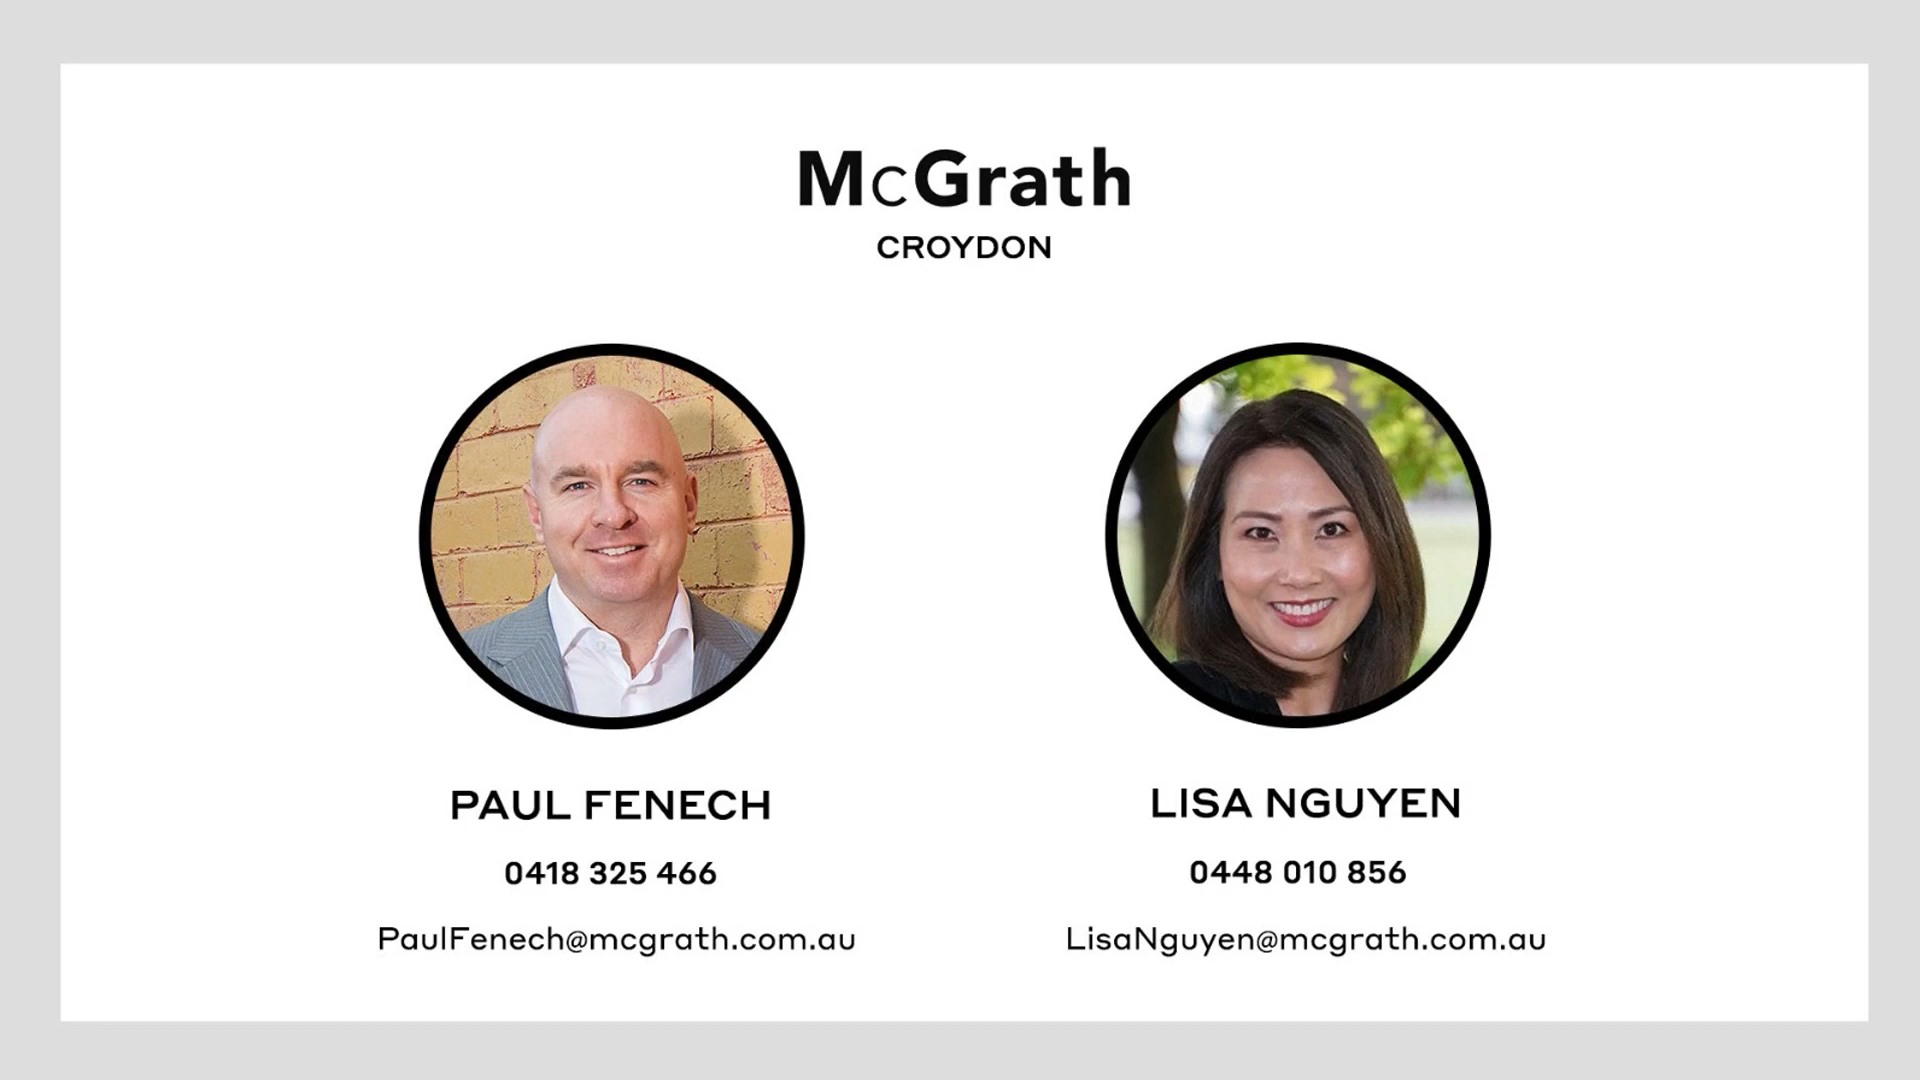 McGrath
CROYDON
PAUL FENECH
0418 325 466
PaulFenech@mcgrath.com.au
LISA NGUYEN
0448 010 856
LisaNguyen@mcgrath.com.au